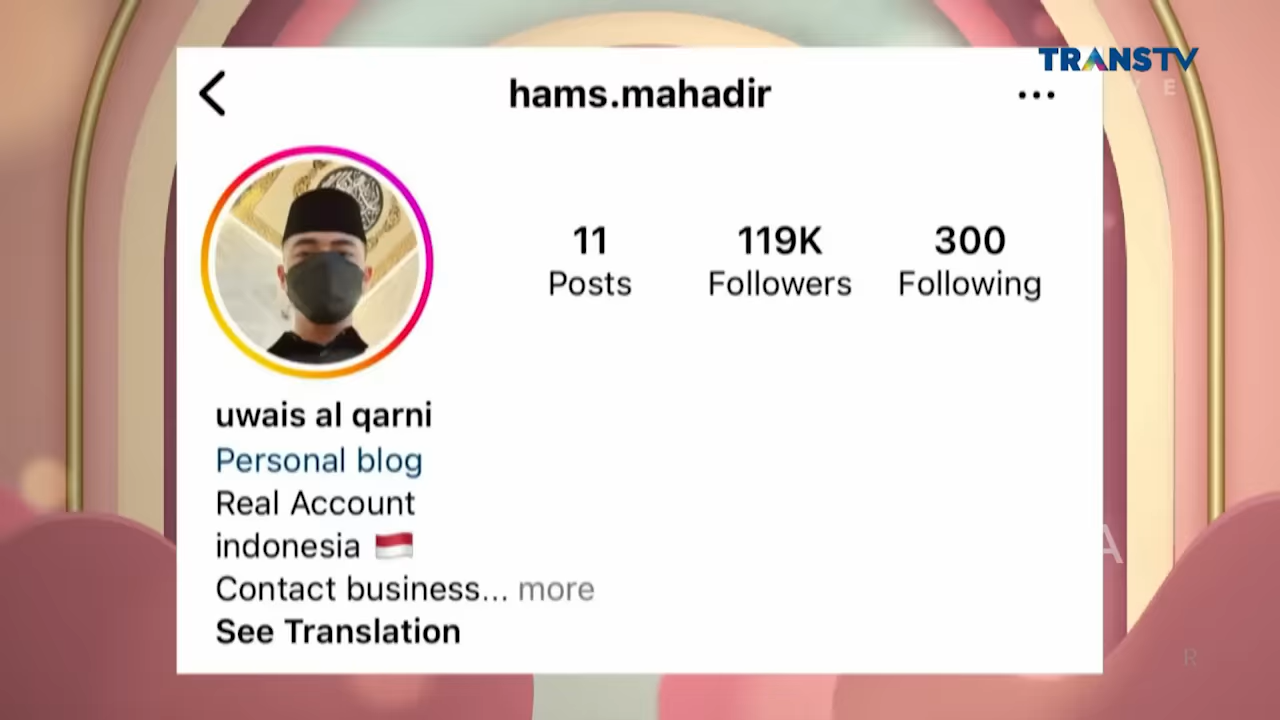 TRANSTV
hams.mahadir
11
Posts
119K
Followers
300
Following
uwais al qarni
Personal blog
Real Account
indonesia 🇮🇩
Contact business... more
See Translation